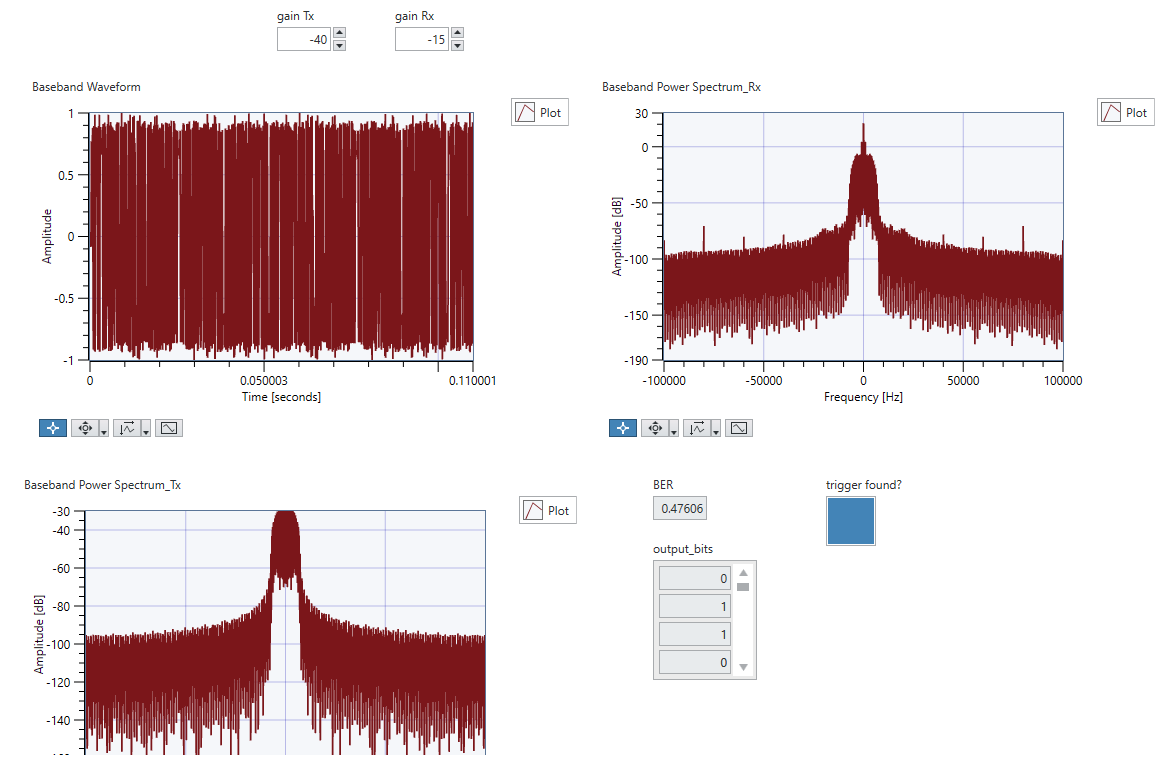 gain Tx
gain Rx
-40
-15
Baseband Waveform
Plot
1
0.5
0
-0.5
-1
Amplitude
0
0.050003
0.110001
Time [seconds]
Baseband Power Spectrum_Rx
Plot
30
0
-50
-100
-150
-190
Amplitude [dB]
-100000
-50000
0
50000
100000
Frequency [Hz]
Baseband Power Spectrum_Tx
Plot
-30
-40
-60
-80
-100
-120
-140
Amplitude [dB]
BER
0.47606
trigger found?
output_bits
0
1
1
0